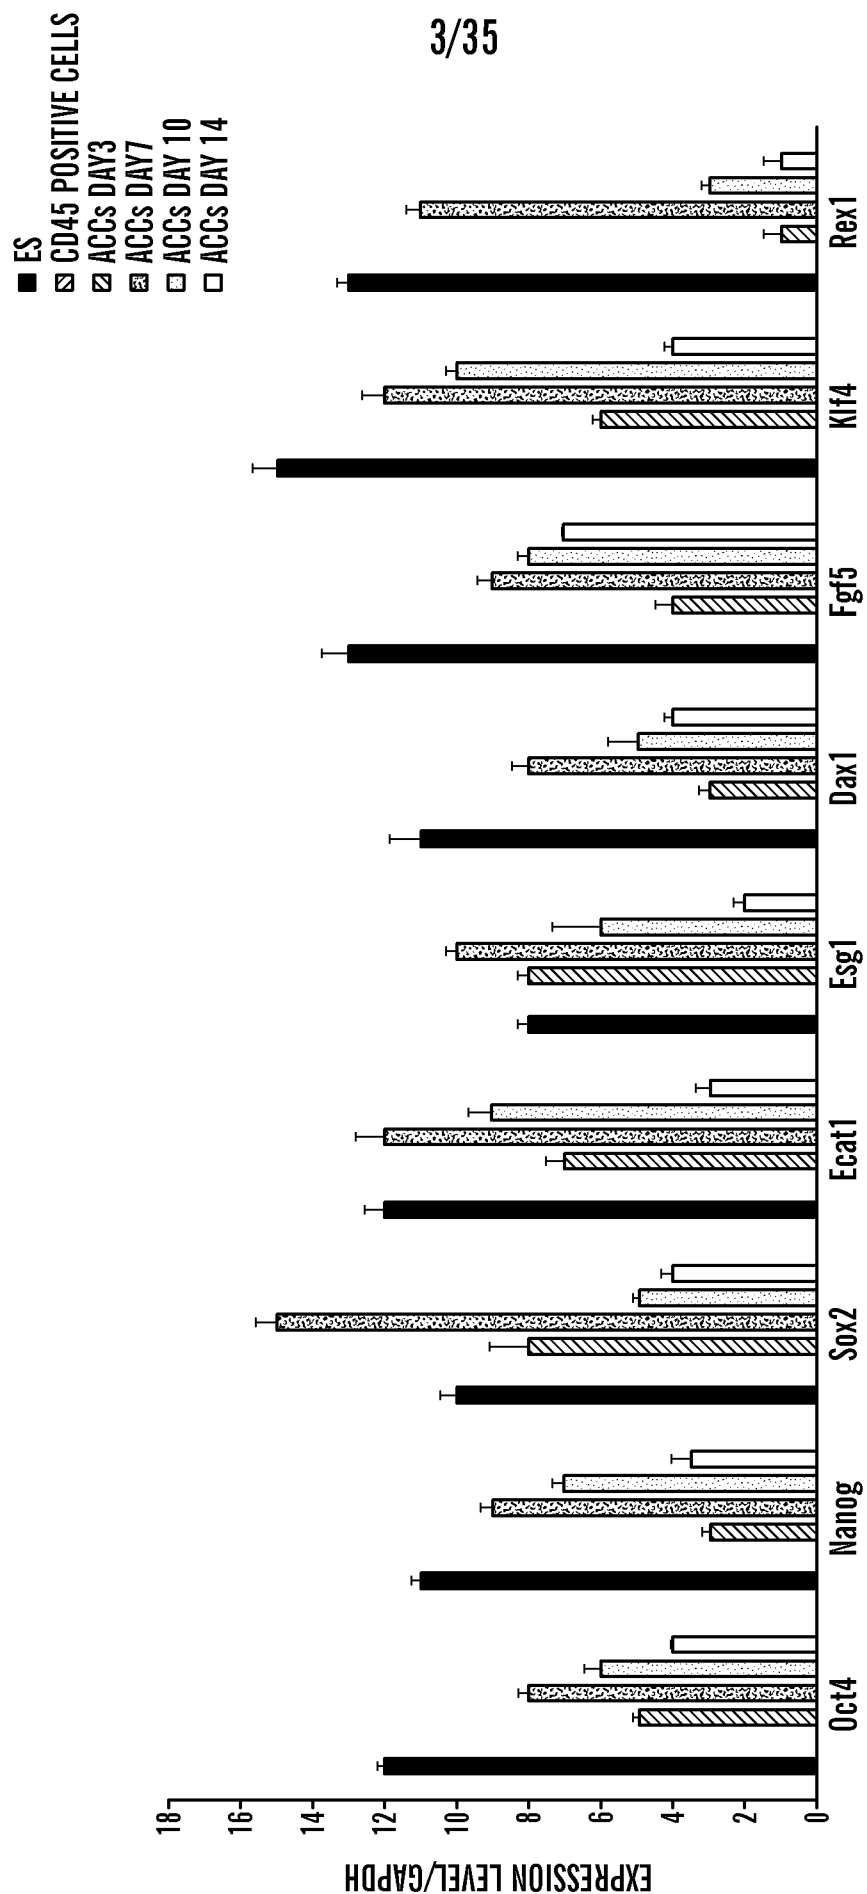 3/35
ES
CD45 POSITIVE CELLS
ACCs DAY3
ACCs DAY7
ACCs DAY 10
ACCs DAY 14
EXPRESSION LEVEL/GAPDH
18
16
14
12
10
8
6
4
2
0
Oct4
Nanog
Sox2
Ecat1
Esg1
Dax1
Fgf5
Klf4
Rex1